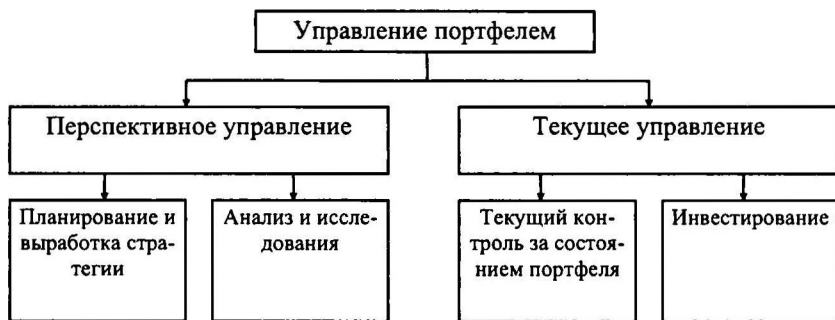 Управление портфелем
Перспективное управление
Текущее управление
Планирование и
выработка стра-
тегии
Анализ и иссле-
дования
Текущий кон-
троль за состоя-
нием портфеля
Инвестирование